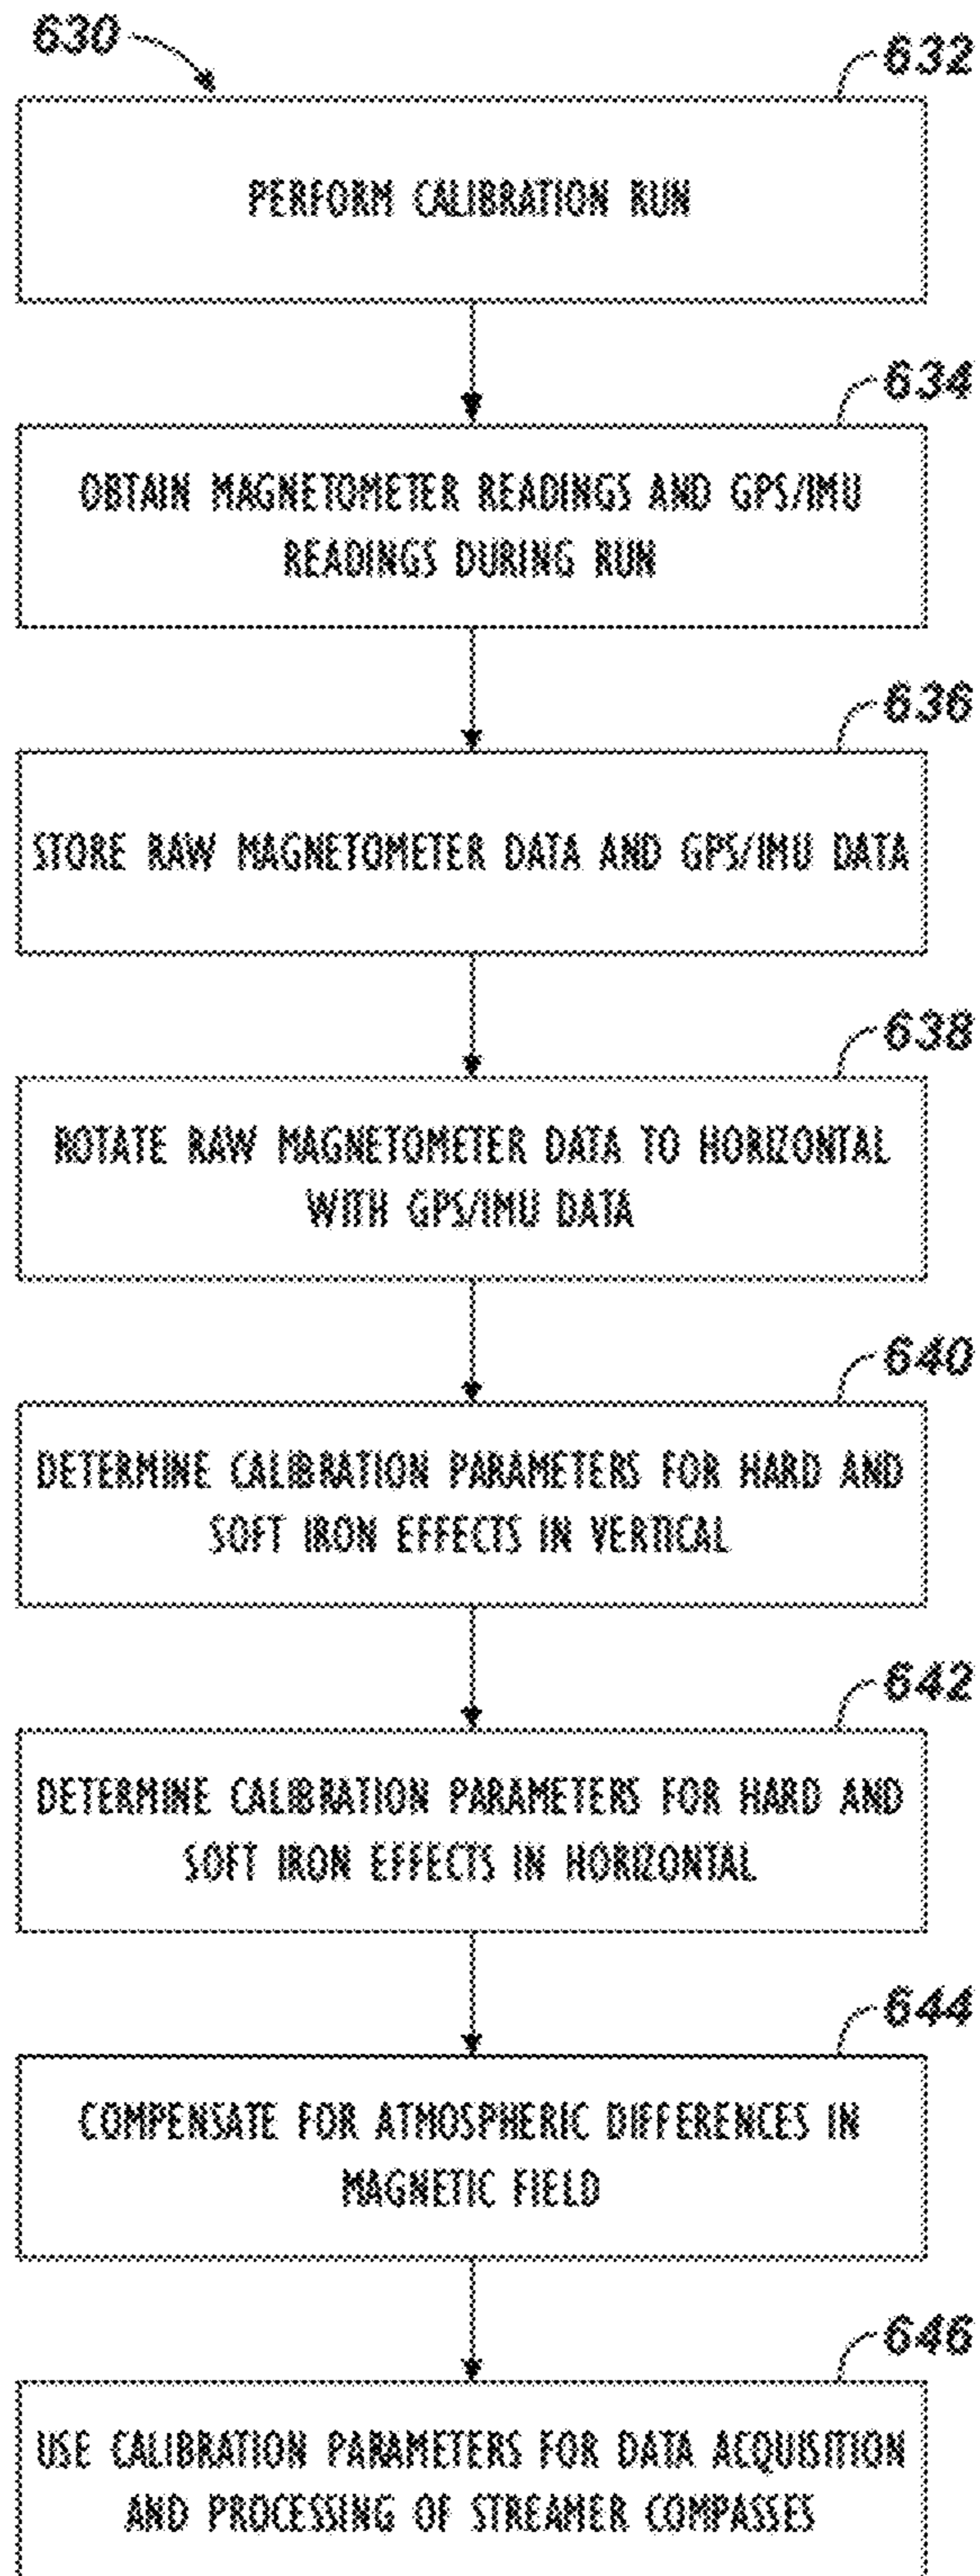 630
632
PERFORM CALIBRATION RUN
634
OBTAIN MAGNETOMETER READINGS AND GPS/IMU
READINGS DURING RUN
636
STORE RAW MAGNETOMETER DATA AND GPS/IMU DATA
638
ROTATE RAW MAGNETOMETER DATA TO HORIZONTAL
WITH GPS/IMU DATA
640
DETERMINE CALIBRATION PARAMETERS FOR HARD AND
SOFT IRON EFFECTS IN VERTICAL
642
DETERMINE CALIBRATION PARAMETERS FOR HARD AND
SOFT IRON EFFECTS IN HORIZONTAL
644
COMPENSATE FOR ATMOSPHERIC DIFFERENCES IN
MAGNETIC FIELD
646
USE CALIBRATION PARAMETERS FOR DATA ACQUISITION
AND PROCESSING OF STREAMER COMPASSES